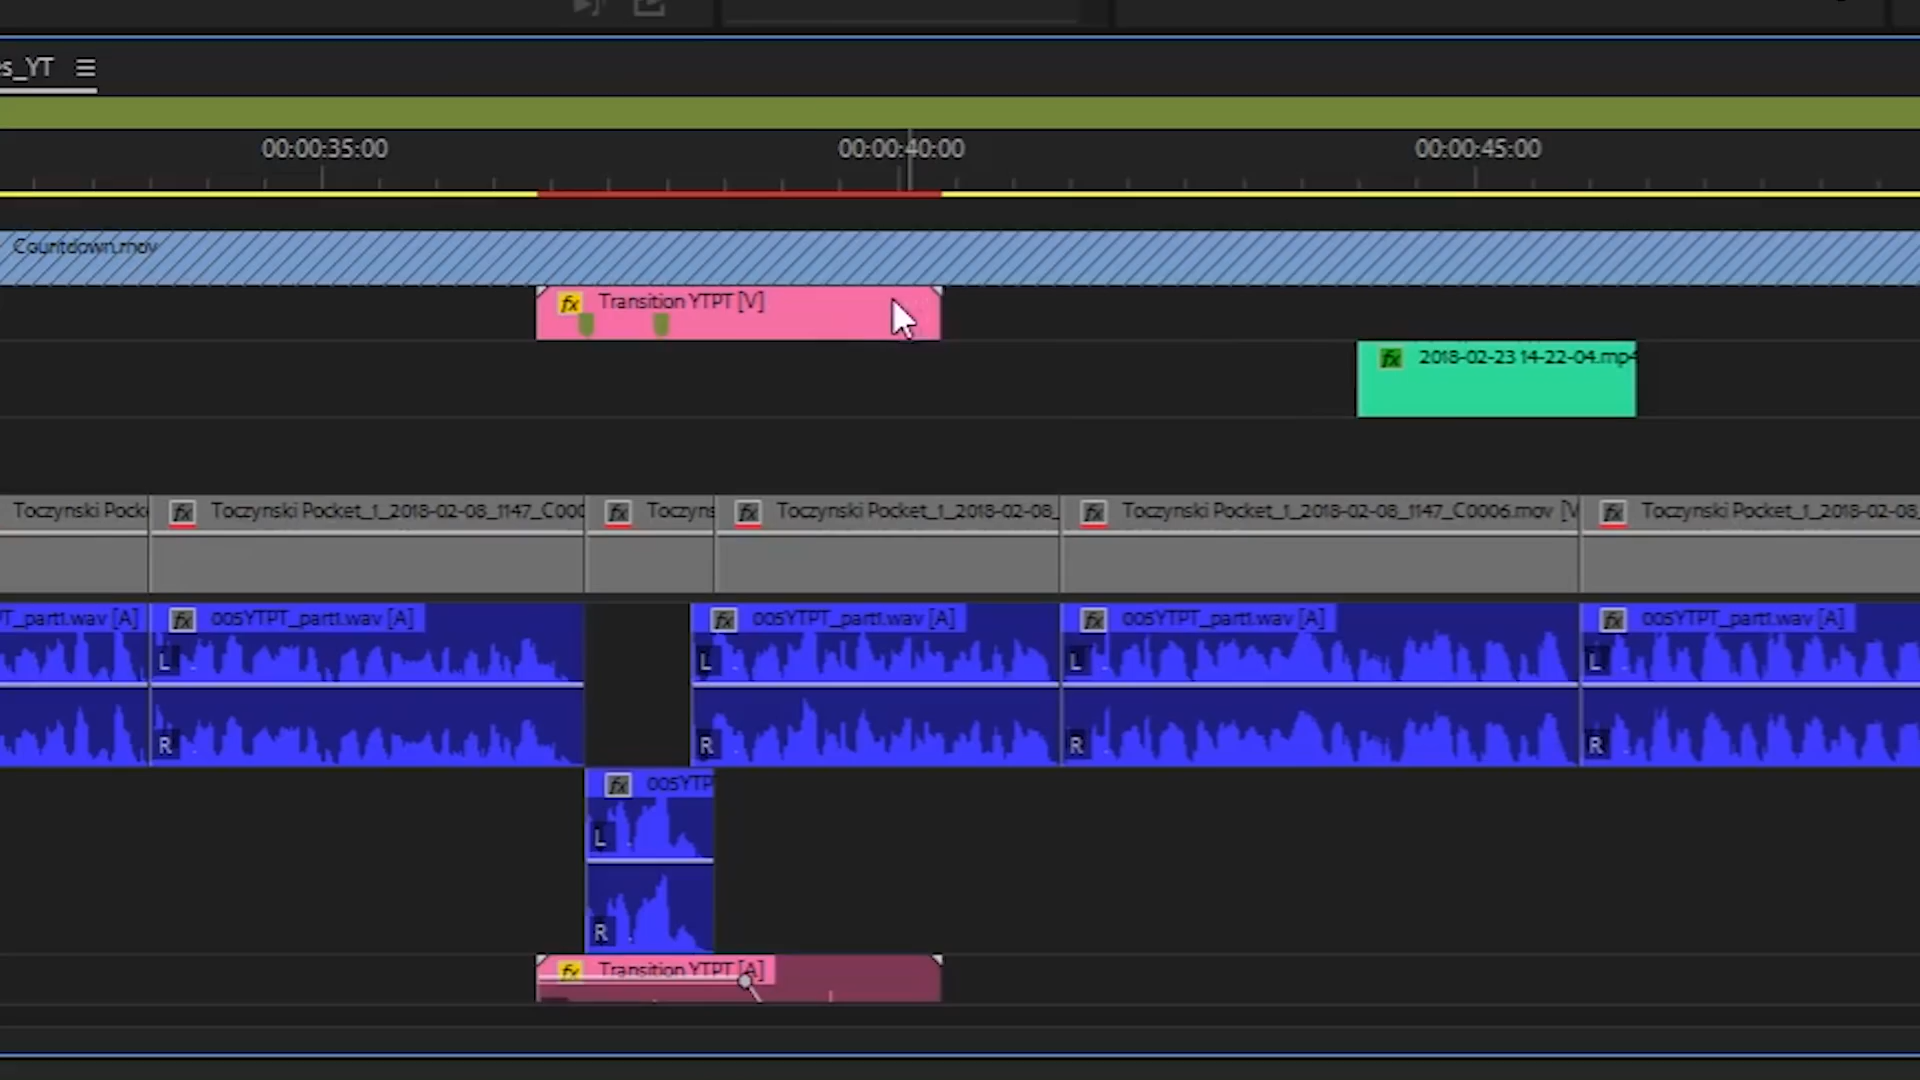 s_YT
00:00:35:00 00:00:40:00 00:00:45:00
Countdown.mov
fx Transition YTPT [V]
fx 2018-02-23 14-22-04.mp4
Toczynski Pock fx Toczynski Pocket_1_2018-02-08_1147_C00 fx Toczyns fx Toczynski Pocket_1_2018-02-08_ fx Toczynski Pocket_1_2018-02-08_1147_C0006.mov [V fx Toczynski Pocket_1_2018-02-08_
T_part1.wav [A] fx 005YTPT_part1.wav [A] fx 005YTPT_part1.wav [A] fx 005YTPT_part1.wav [A] fx 005YTPT_part1.wav [A]
L L L L
R R R R
fx 005YTP
L
R
fx Transition YTPT [A]